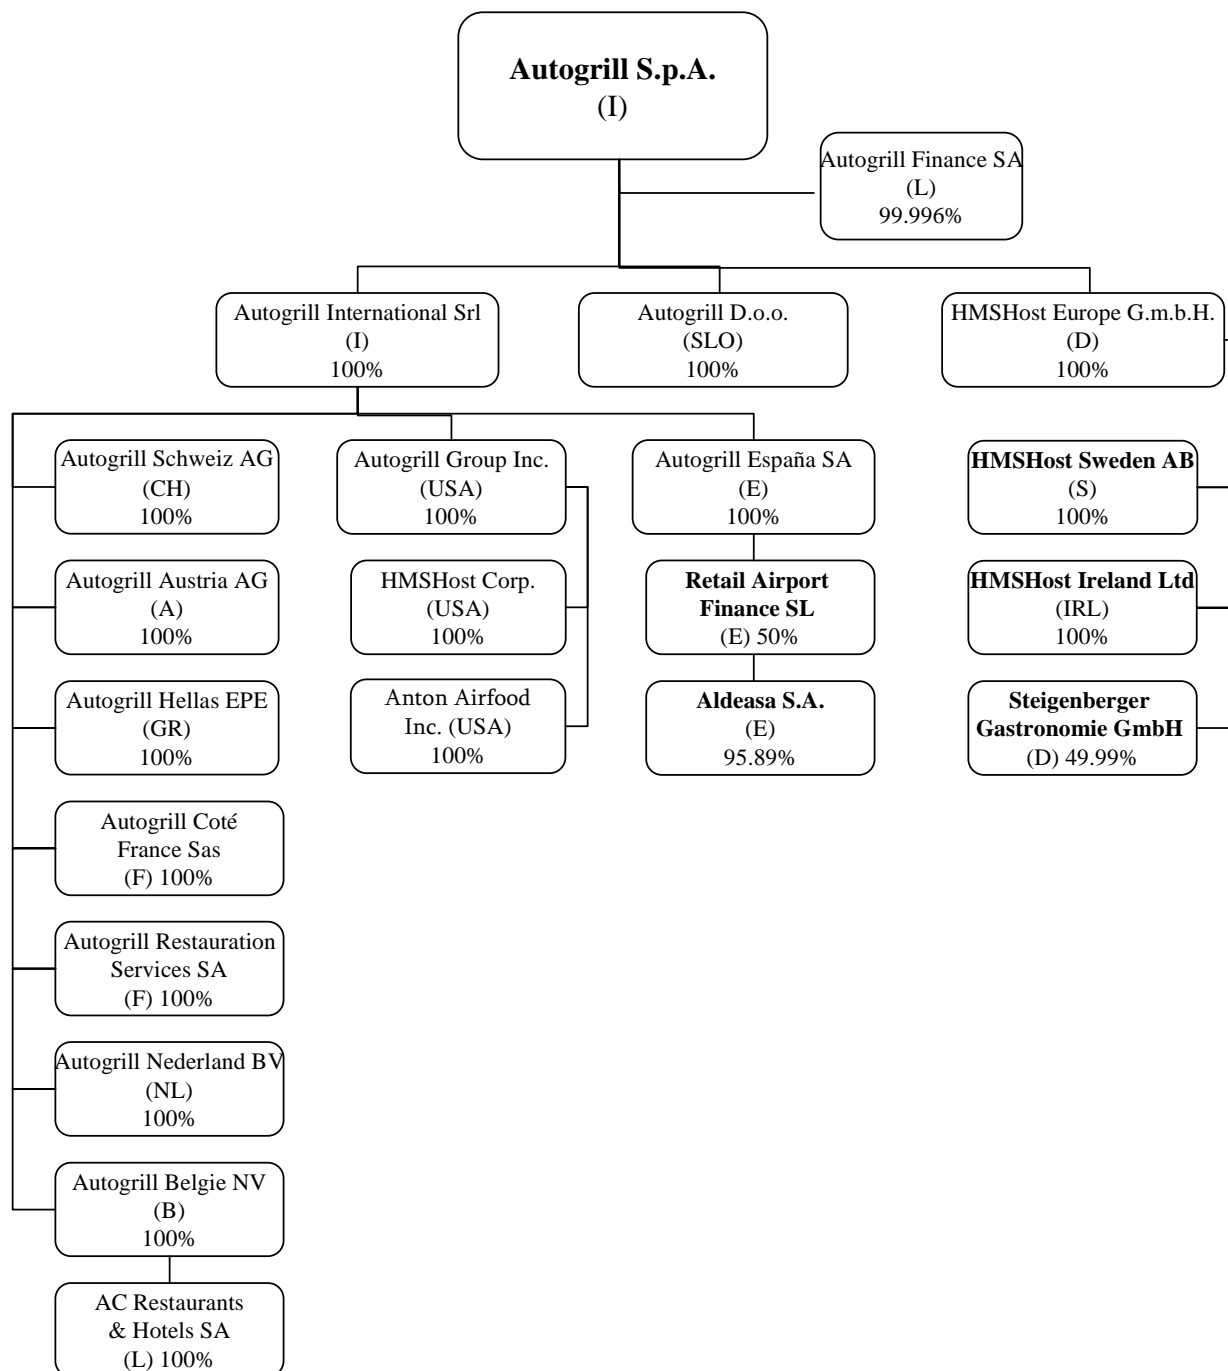 Autogrill S.p.A.
(I)
Autogrill Finance SA
(L)
99.996%
Autogrill International Srl
(I)
100%
Autogrill D.o.o.
(SLO)
100%
HMSHost Europe G.m.b.H.
(D)
100%
Autogrill Schweiz AG
(CH)
100%
Autogrill Group Inc.
(USA)
100%
Autogrill España SA
(E)
100%
HMSHost Sweden AB
(S)
100%
Autogrill Austria AG
(A)
100%
HMSHost Corp.
(USA)
100%
Retail Airport
Finance SL
(E) 50%
HMSHost Ireland Ltd
(IRL)
100%
Autogrill Hellas EPE
(GR)
100%
Anton Airfood
Inc. (USA)
100%
Aldeasa S.A.
(E)
95.89%
Steigenberger
Gastronomie GmbH
(D) 49.99%
Autogrill Coté
France Sas
(F) 100%
Autogrill Restauration
Services SA
(F) 100%
Autogrill Nederland BV
(NL)
100%
Autogrill Belgie NV
(B)
100%
AC Restaurants
& Hotels SA
(L) 100%